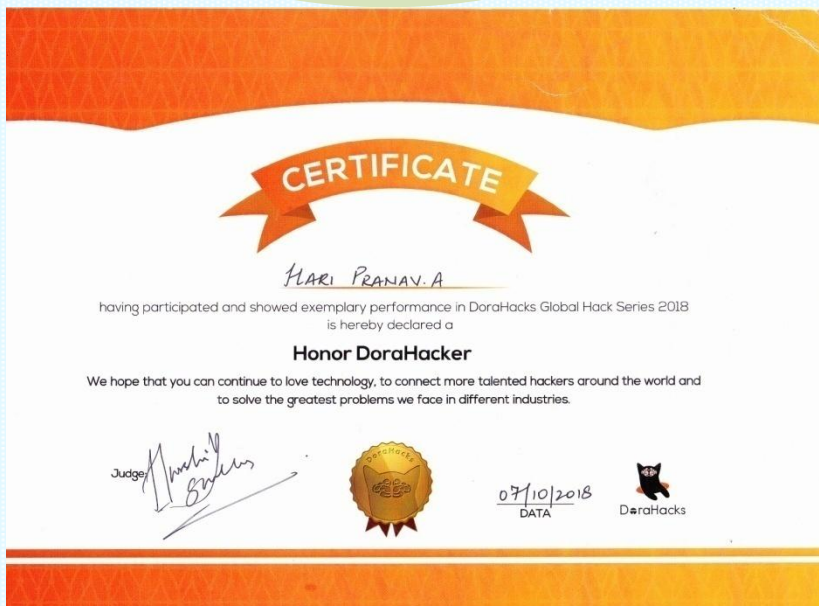 CERTIFICATE
HARI PRANAV. A
having participated and showed exemplary performance in DoraHacks Global Hack Series 2018
is hereby declared a
Honor DoraHacker
We hope that you can continue to love technology, to connect more talented hackers around the world and
to solve the greatest problems we face in different industries.
Judge:
DoraHacks
07/10/2018
DATA
DoraHacks